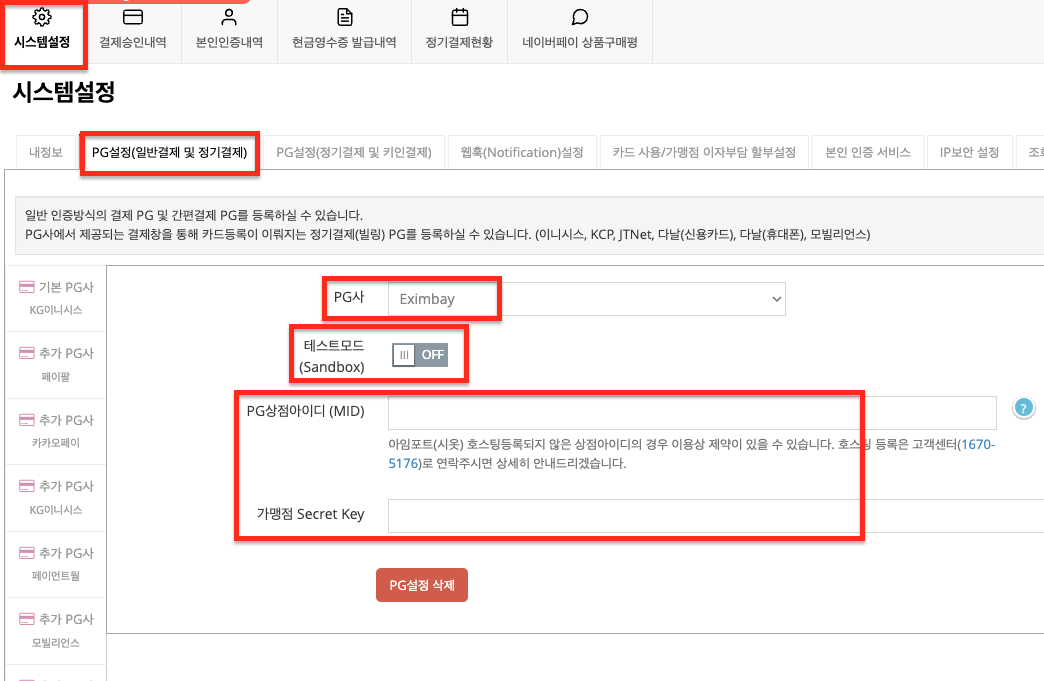 시스템설정
결제승인내역
본인인증내역
현금영수증 발급내역
정기결제현황
네이버페이 상품구매평
시스템설정
내정보
PG설정(일반결제 및 정기결제)
PG설정(정기결제 및 키인결제)
웹훅(Notification)설정
카드 사용/가맹점 이자부담 할부설정
본인 인증 서비스
IP보안 설정
일반 인증방식의 결제 PG 및 간편결제 PG를 등록하실 수 있습니다.
PG사에서 제공되는 결제창을 통해 카드등록이 이뤄지는 정기결제(빌링) PG를 등록하실 수 있습니다. (이니시스, KCP, JTNet, 다날(신용카드), 다날(휴대폰), 모빌리언스)
기본 PG사
KG이니시스
추가 PG사
페이팔
추가 PG사
카카오페이
추가 PG사
KG이니시스
추가 PG사
페이먼트월
추가 PG사
모빌리언스
PG사
Eximbay
테스트모드
(Sandbox)
OFF
PG상점아이디 (MID)
?
아임포트(시옷) 호스팅등록되지 않은 상점아이디의 경우 이용상 제약이 있을 수 있습니다. 호스팅 등록은 고객센터(1670-
5176)로 연락주시면 상세히 안내드리겠습니다.
가맹점 Secret Key
PG설정 삭제